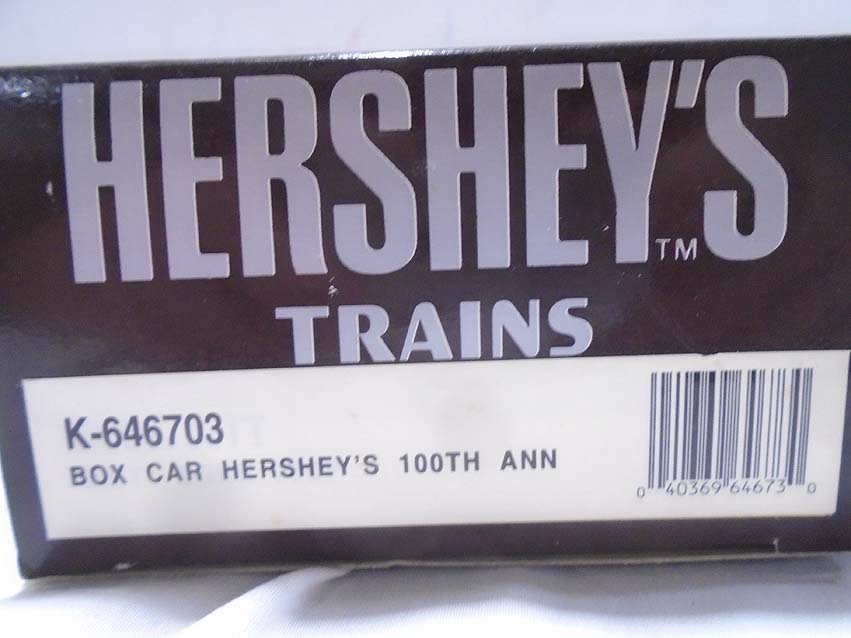 HERSHEY'S TM
TRAINS
K-646703
BOX CAR HERSHEY'S 100TH ANN
0 40369 64673 0